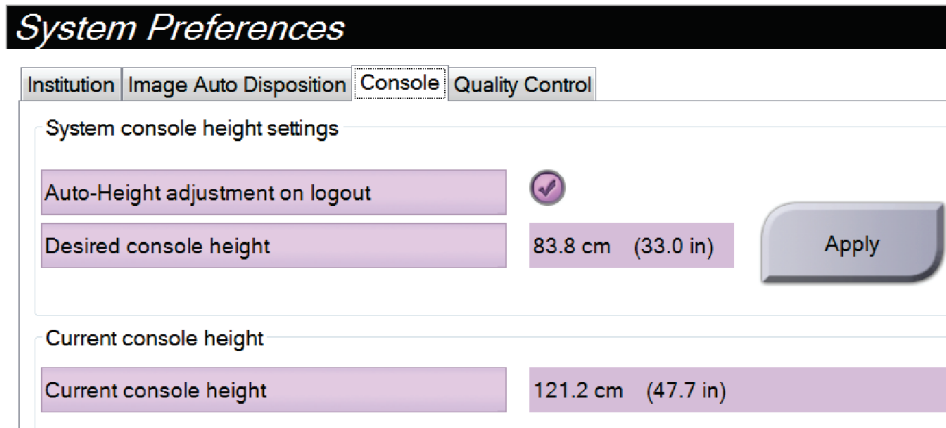 System Preferences
Institution Image Auto Disposition Console Quality Control
System console height settings
Auto-Height adjustment on logout
Desired console height 83.8 cm (33.0 in) Apply
Current console height
Current console height 121.2 cm (47.7 in)